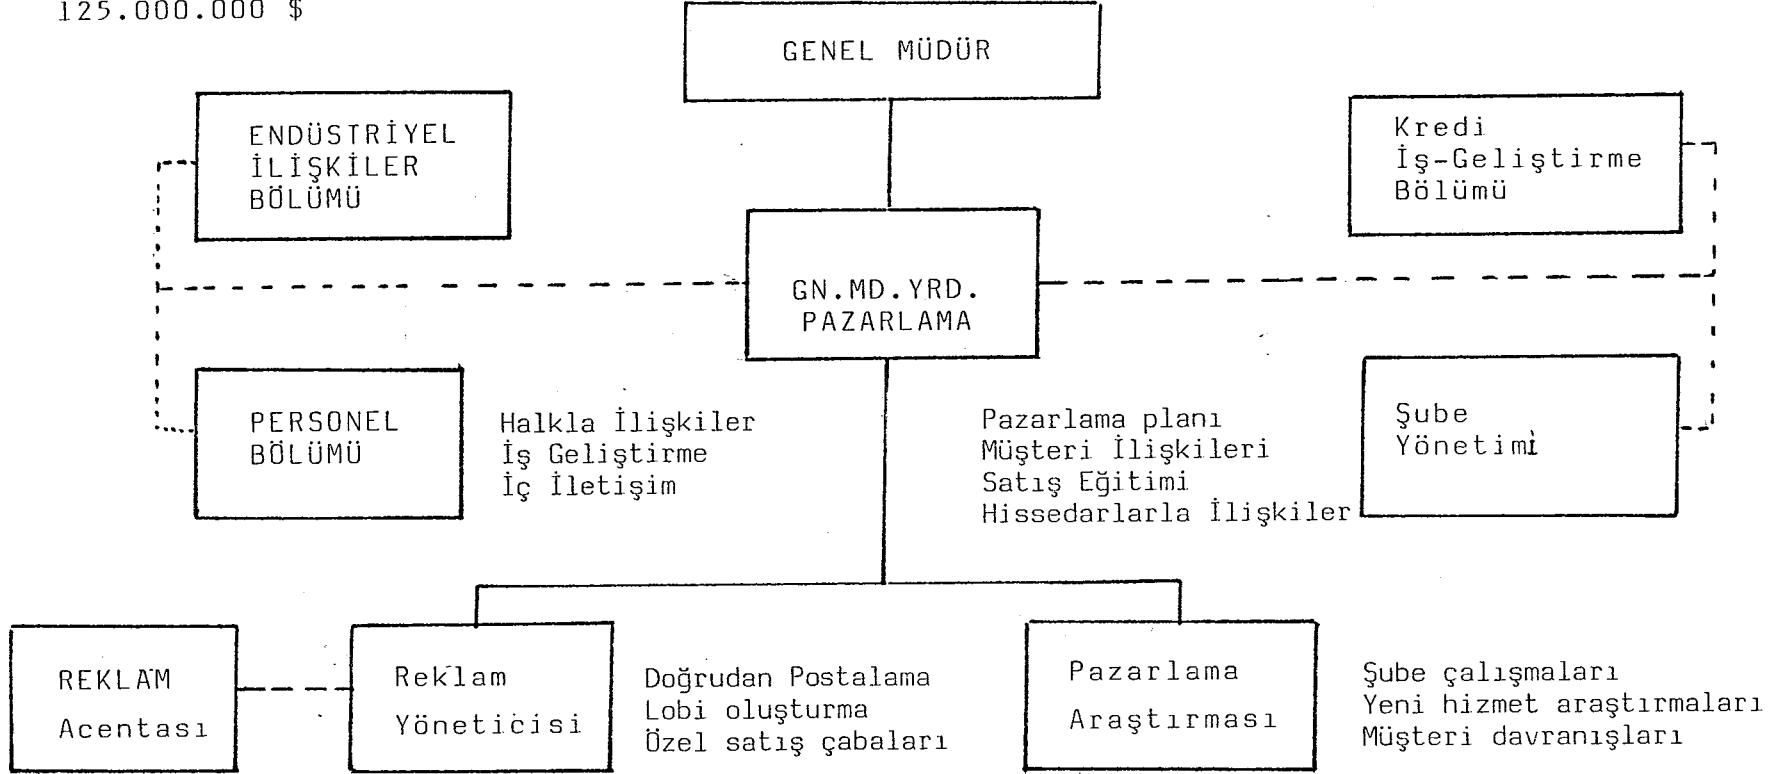 125.000.000 $
GENEL MÜDÜR
ENDÜSTRİYEL
İLİŞKİLER
BÖLÜMÜ
Kredi
İş-Geliştirme
Bölümü
GN.MD.YRD.
PAZARLAMA
PERSONEL
BÖLÜMÜ
Halkla İlişkiler
İş Geliştirme
İç İletişim
Pazarlama planı
Müşteri İlişkileri
Satış Eğitimi
Hissedarlarla İlişkiler
Şube
Yönetimi
REKLAM
Acentası
Reklam
Yöneticisi
Doğrudan Postalama
Lobi oluşturma
Özel satış çabaları
Pazarlama
Araştırması
Şube çalışmaları
Yeni hizmet araştırmaları
Müşteri davranışları